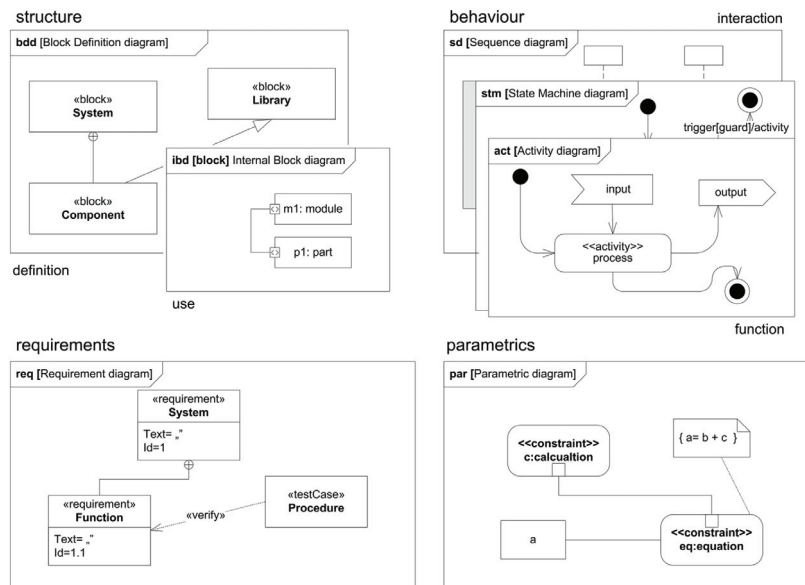 structure
bdd [Block Definition diagram]
«block»
System
«block»
Library
«block»
Component
definition
ibd [block] Internal Block diagram
m1: module
p1: part
use
behaviour
interaction
sd [Sequence diagram]
stm [State Machine diagram]
trigger[guard]/activity
act [Activity diagram]
input
output
<<activity>>
process
function
requirements
req [Requirement diagram]
«requirement»
System
Text= „”
Id=1
«requirement»
Function
Text= „”
Id=1.1
«verify»
«testCase»
Procedure
parametrics
par [Parametric diagram]
<<constraint>>
c:calcualtion
{ a= b + c }
a
<<constraint>>
eq:equation